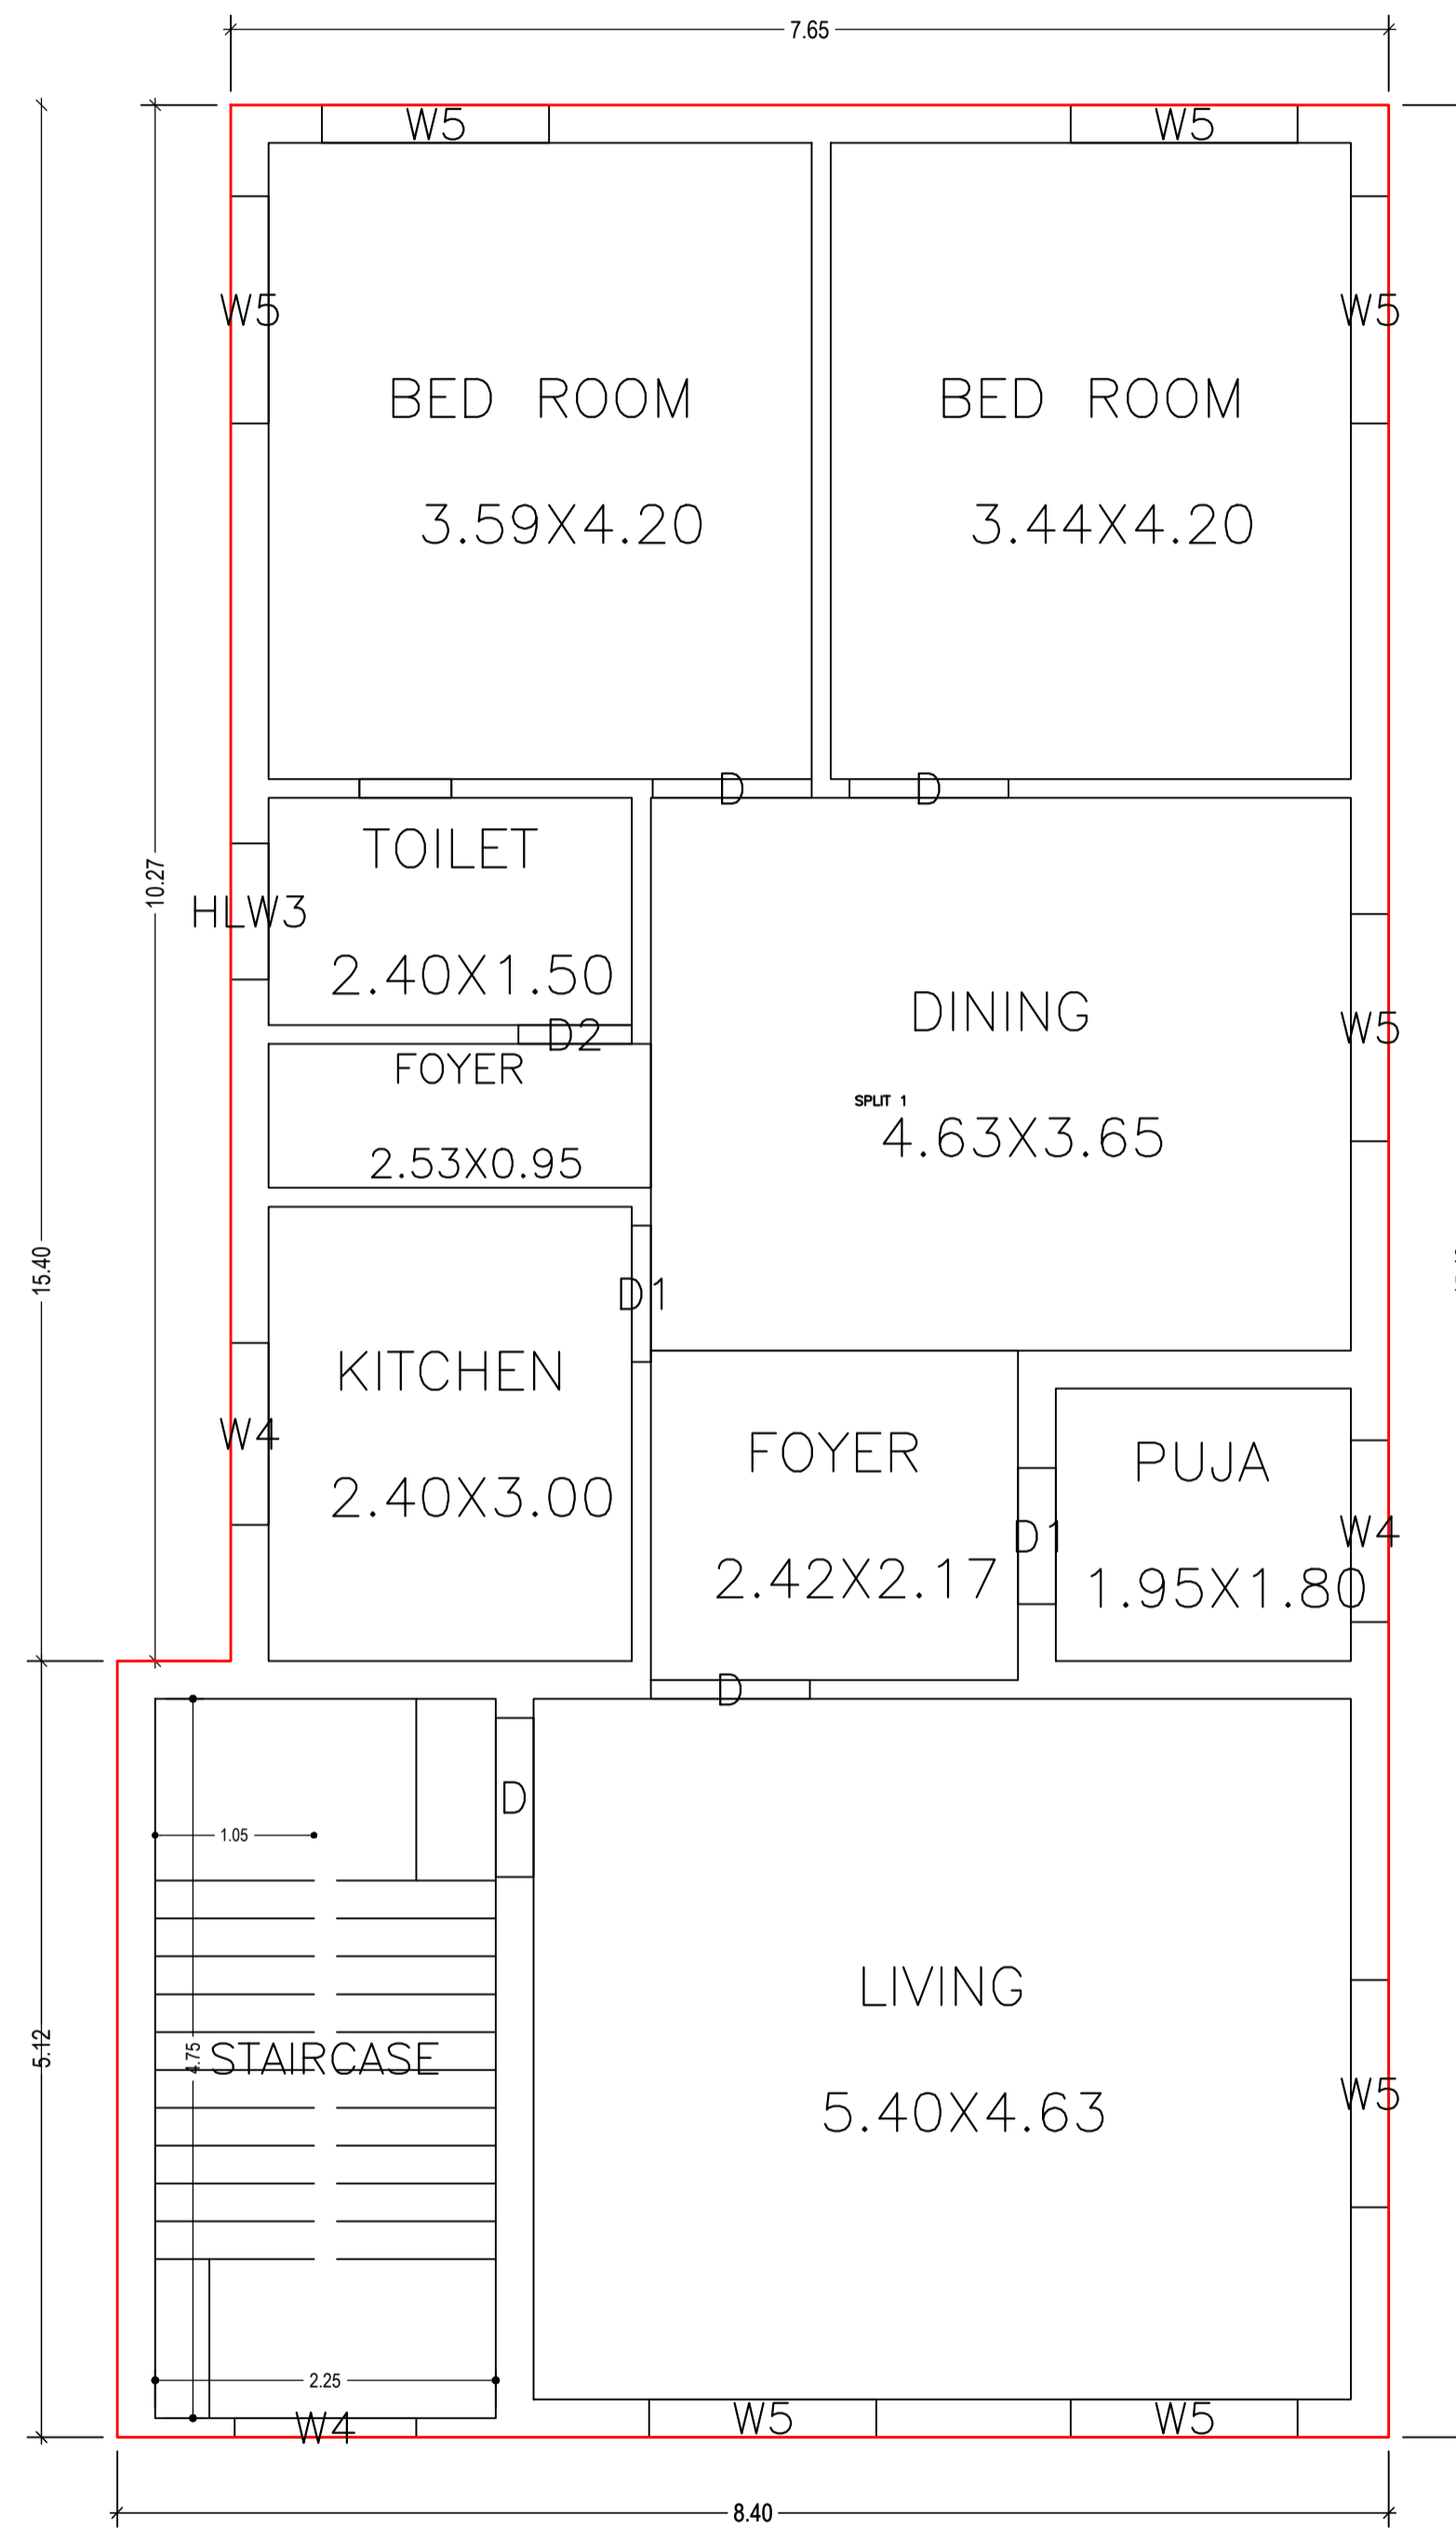 7.65
W5
W5
W5
W5
BED ROOM
BED ROOM
3.59X4.20
3.44X4.20
D
D
TOILET
10.27
HLW3
2.40X1.50
DINING
W5
D2
FOYER
SPLIT 1
4.63X3.65
2.53X0.95
15.40
D1
KITCHEN
W4
FOYER
PUJA
2.40X3.00
D1
W4
2.42X2.17
1.95X1.80
D
D
1.05
LIVING
5.12
4.75
STAIRCASE
W5
5.40X4.63
2.25
W4
W5
W5
8.40